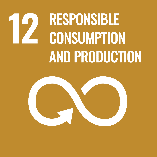 12 RESPONSIBLE
CONSUMPTION
AND PRODUCTION